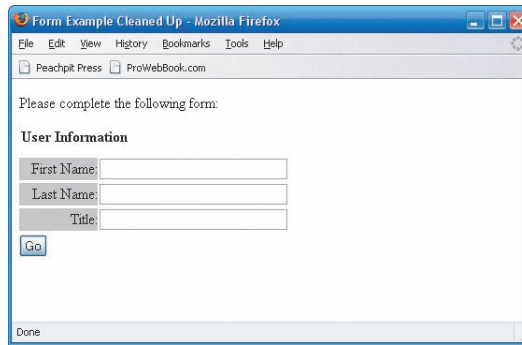 Form Example Cleaned Up - Mozilla Firefox
File Edit View History Bookmarks Tools Help
Peachpit Press ProWebBook.com
Please complete the following form:
User Information
First Name:
Last Name:
Title:
Go
Done